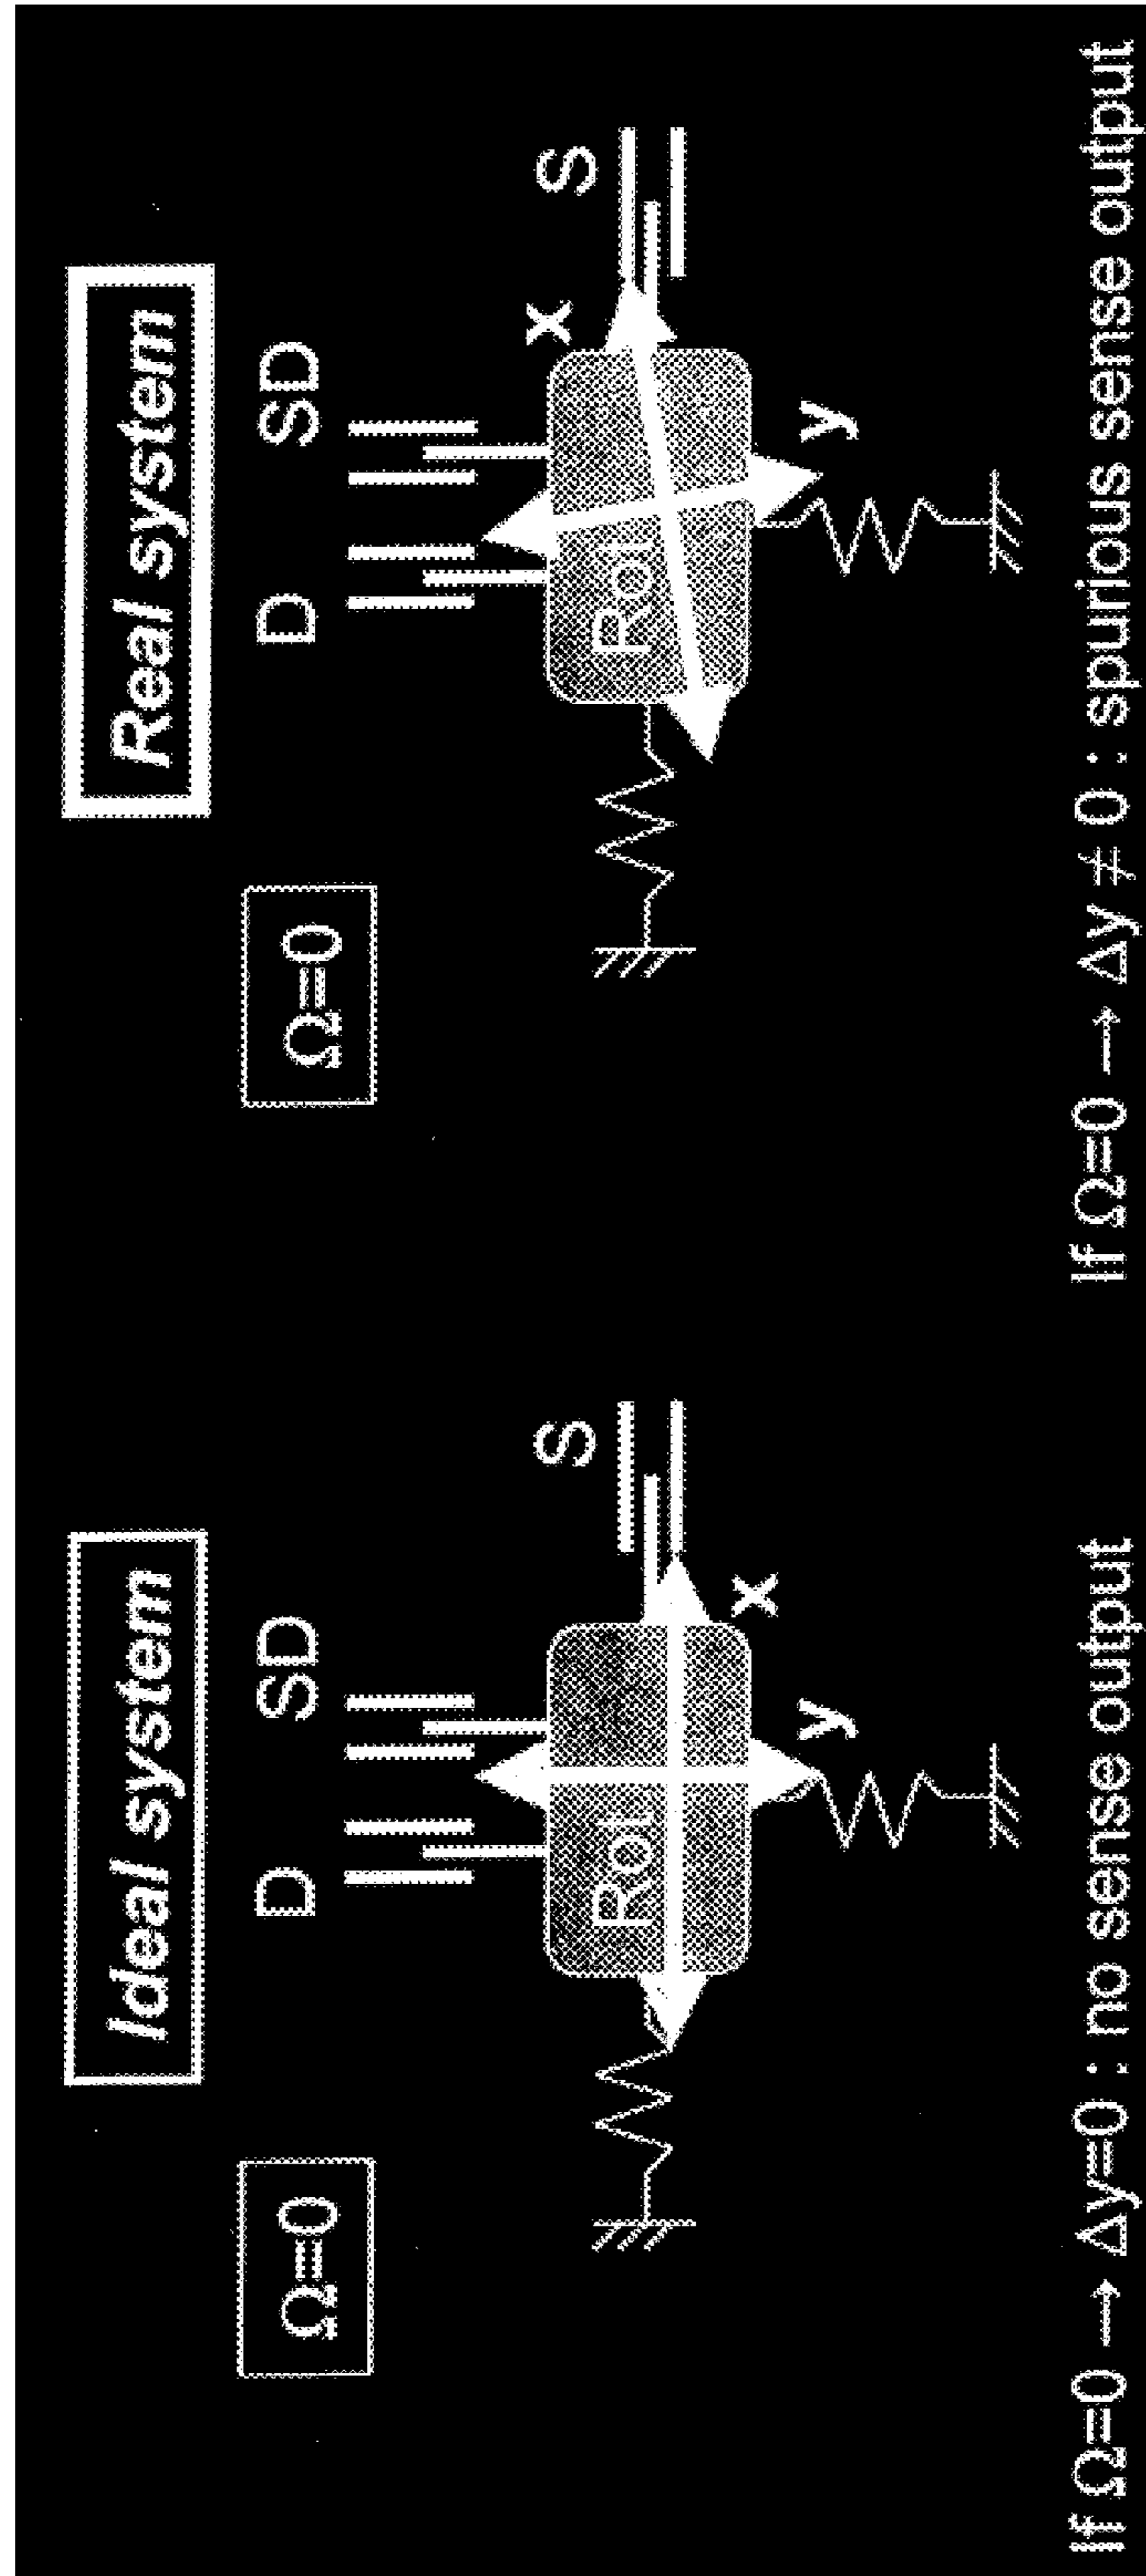 Ideal system
Ω=0
D
SD
S
Rot
x
y
If Ω=0 → Δy=0 : no sense output
Real system
Ω=0
D
SD
S
x
Rot
y
If Ω=0 → Δy ≠ 0 : spurious sense output